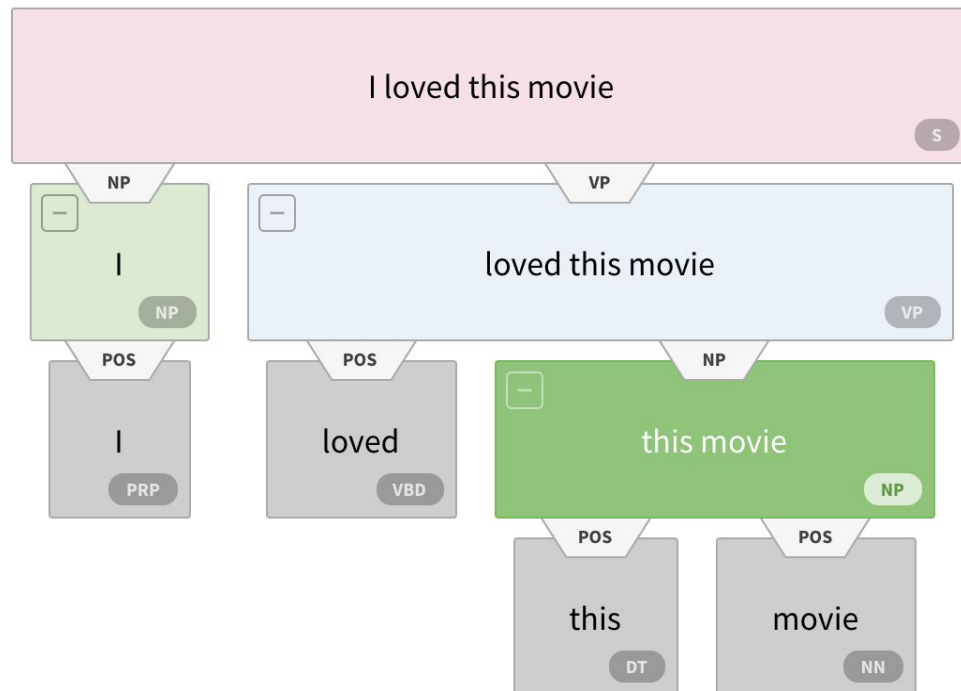 I loved this movie
S
NP VP
I loved this movie
NP VP
POS POS NP
I loved this movie
PRP VBD NP
POS POS
this movie
DT NN